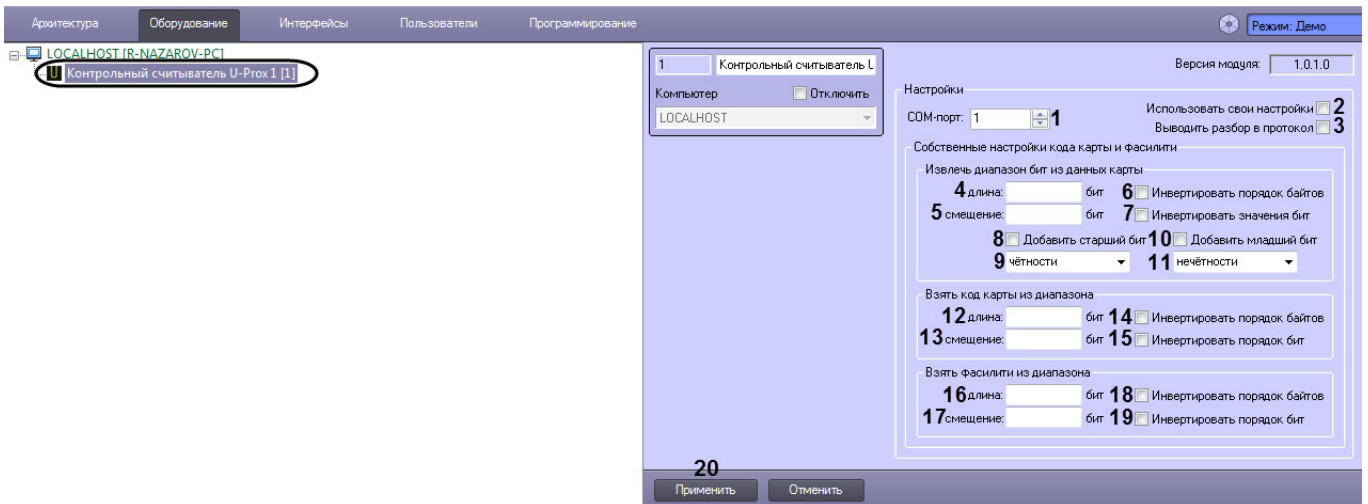 Архитектура Оборудование Интерфейсы Пользователи Программирование Режим: Демо
LOCALHOST [R-NAZAROV-PC]
U Контрольный считыватель U-Prox 1 [1]
1 Контрольный считыватель L
Версия модуля: 1.0.1.0
Компьютер Отключить
LOCALHOST
Настройки
COM-порт: 1 1
Использовать свои настройки 2
Выводить разбор в протокол 3
Собственные настройки кода карты и фасилити
Извлечь диапазон бит из данных карты
4 длина: бит 6 Инвертировать порядок байтов
5 смещение: бит 7 Инвертировать значения бит
8 Добавить старший бит 10 Добавить младший бит
9 чётности 11 нечётности
Взять код карты из диапазона
12 длина: бит 14 Инвертировать порядок байтов
13 смещение: бит 15 Инвертировать порядок бит
Взять фасилити из диапазона
16 длина: бит 18 Инвертировать порядок байтов
17 смещение: бит 19 Инвертировать порядок бит
20
Применить Отменить